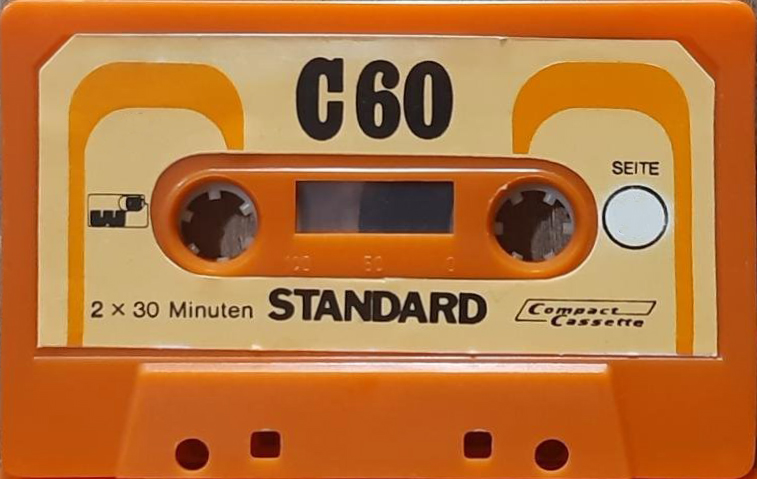 C60
SEITE
100 50 0
2 x 30 Minuten STANDARD Compact
Cassette